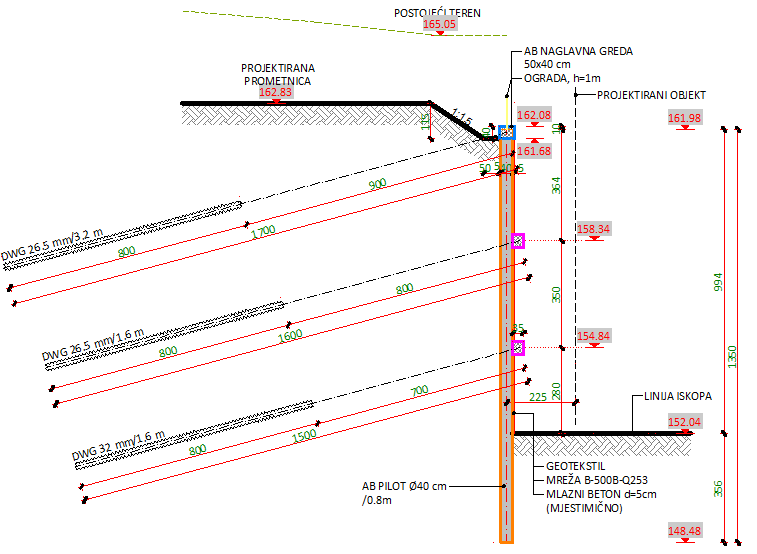 POSTOJEĆI TEREN
165.05
AB NAGLAVNA GREDA
50x40 cm
OGRADA, h=1m
PROJEKTIRANA
PROMETNICA
162.83
PROJEKTIRANI OBJEKT
1:1.5
115
162.08
161.98
10
161.68
50
900
364
1700
DWG 26.5 mm/3.2 m
800
158.34
994
800
350
DWG 26.5 mm/1.6 m
800
1600
154.84
1350
35
700
280
225
LINIJA ISKOPA
DWG 32 mm/1.6 m
800
1500
152.04
GEOTEKSTIL
MREŽA B-500B-Q253
MLAZNI BETON d=5cm
(MJESTIMIČNO)
AB PILOT Ø40 cm
/0.8m
356
148.48